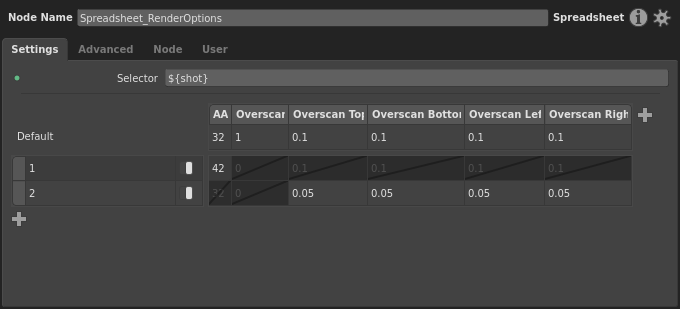 Node Name Spreadsheet_RenderOptions Spreadsheet
Settings Advanced Node User
Selector ${shot}
AA Overscan Overscan Top Overscan Bottom Overscan Lef Overscan Righ
Default 32 1 0.1 0.1 0.1 0.1
1 42 0 0.1 0.1 0.1 0.1
2 32 0 0.05 0.05 0.05 0.05